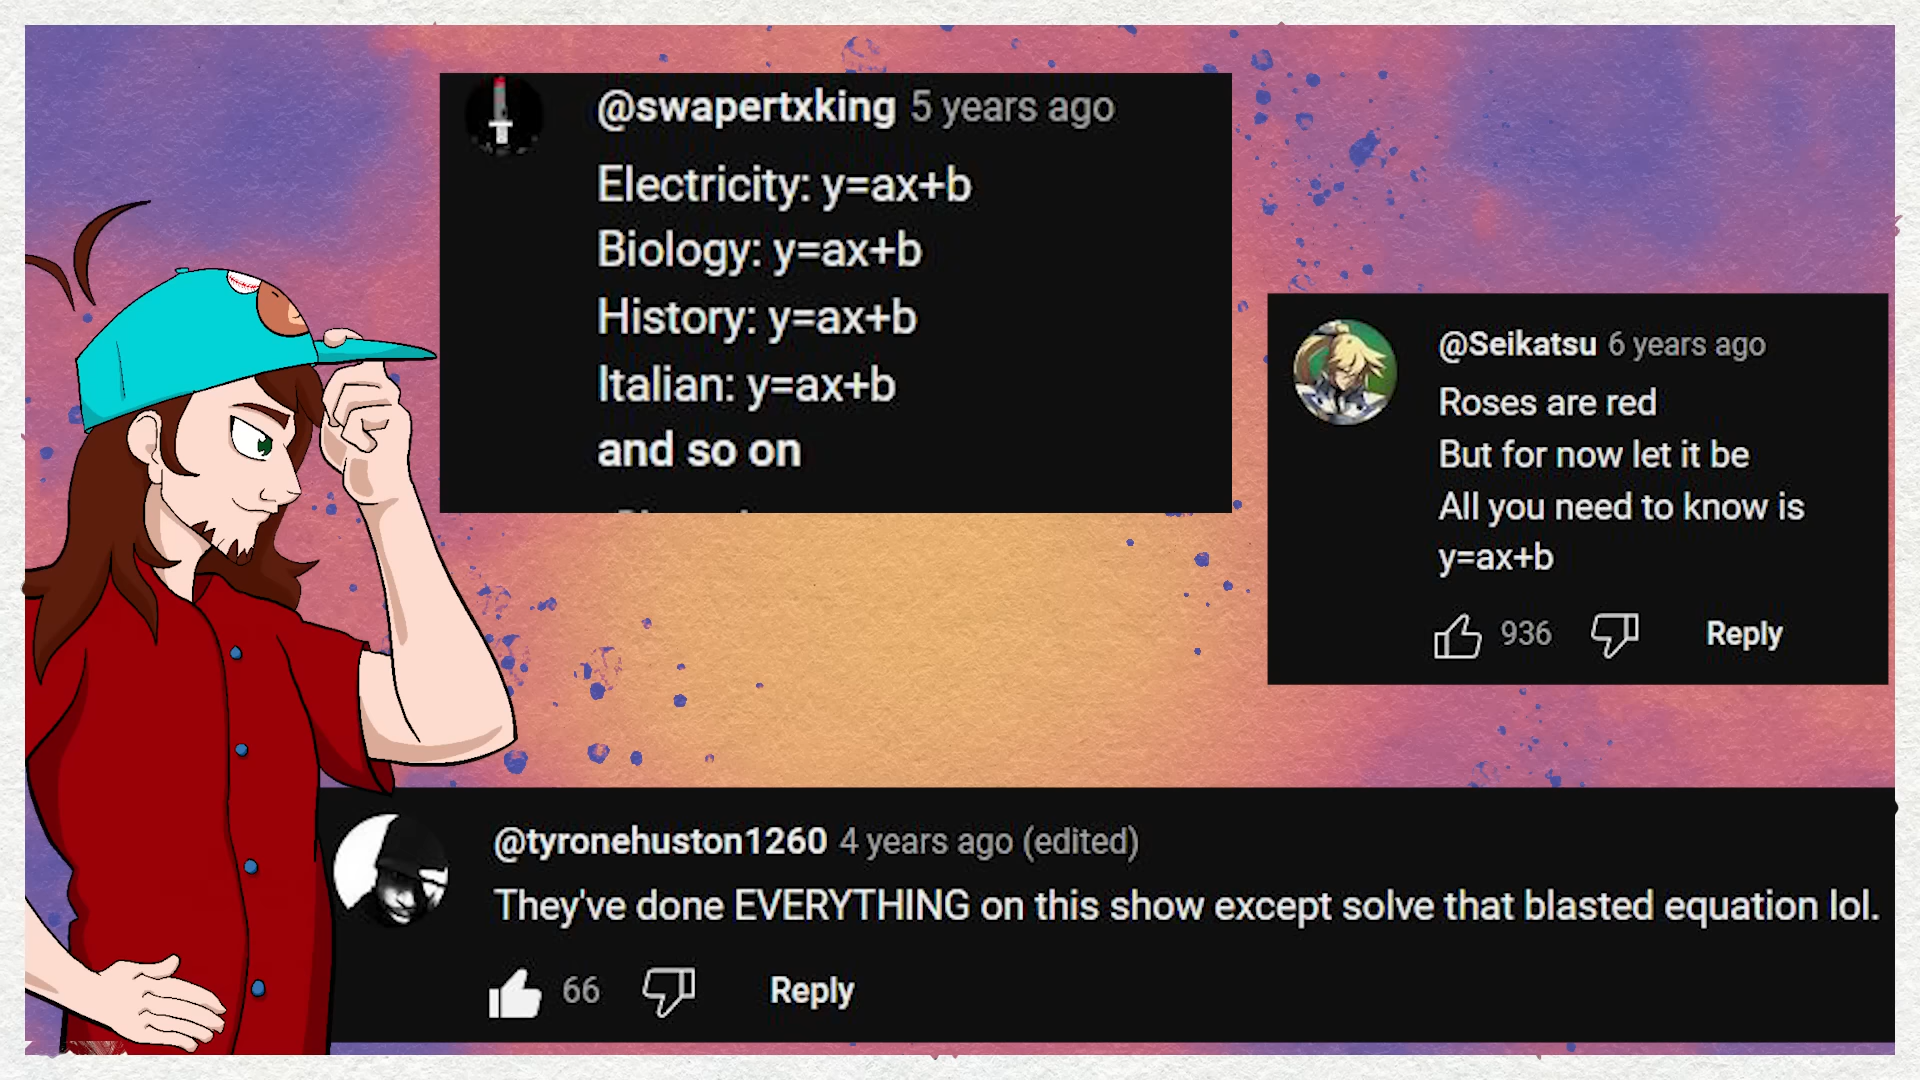 @swapertxking 5 years ago
Electricity: y=ax+b
Biology: y=ax+b
History: y=ax+b
Italian: y=ax+b
and so on
@Seikatsu 6 years ago
Roses are red
But for now let it be
All you need to know is
y=ax+b
936 Reply
@tyronehuston1260 4 years ago (edited)
They've done EVERYTHING on this show except solve that blasted equation lol.
66 Reply